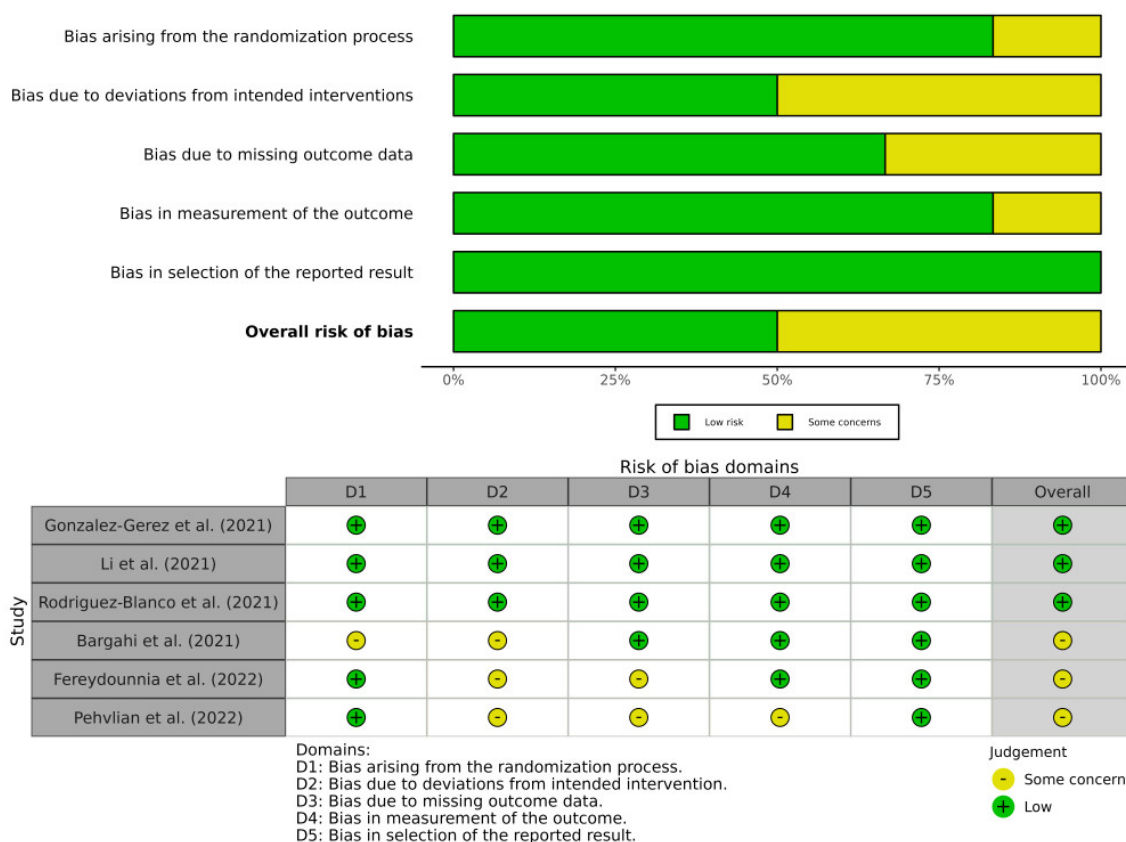 Bias arising from the randomization process
Bias due to deviations from intended interventions
Bias due to missing outcome data
Bias in measurement of the outcome
Bias in selection of the reported result
Overall risk of bias
0% 25% 50% 75% 100%
Low risk Some concerns
Risk of bias domains
D1 D2 D3 D4 D5 Overall
Study
Gonzalez-Gerez et al. (2021) + + + + + +
Li et al. (2021) + + + + + +
Rodriguez-Blanco et al. (2021) + + + + + +
Bargahi et al. (2021) - - + + + -
Fereydounnia et al. (2022) + - - + + -
Pehvlian et al. (2022) + - - - + -
Domains:
D1: Bias arising from the randomization process.
D2: Bias due to deviations from intended intervention.
D3: Bias due to missing outcome data.
D4: Bias in measurement of the outcome.
D5: Bias in selection of the reported result.
Judgement
- Some concern
+ Low